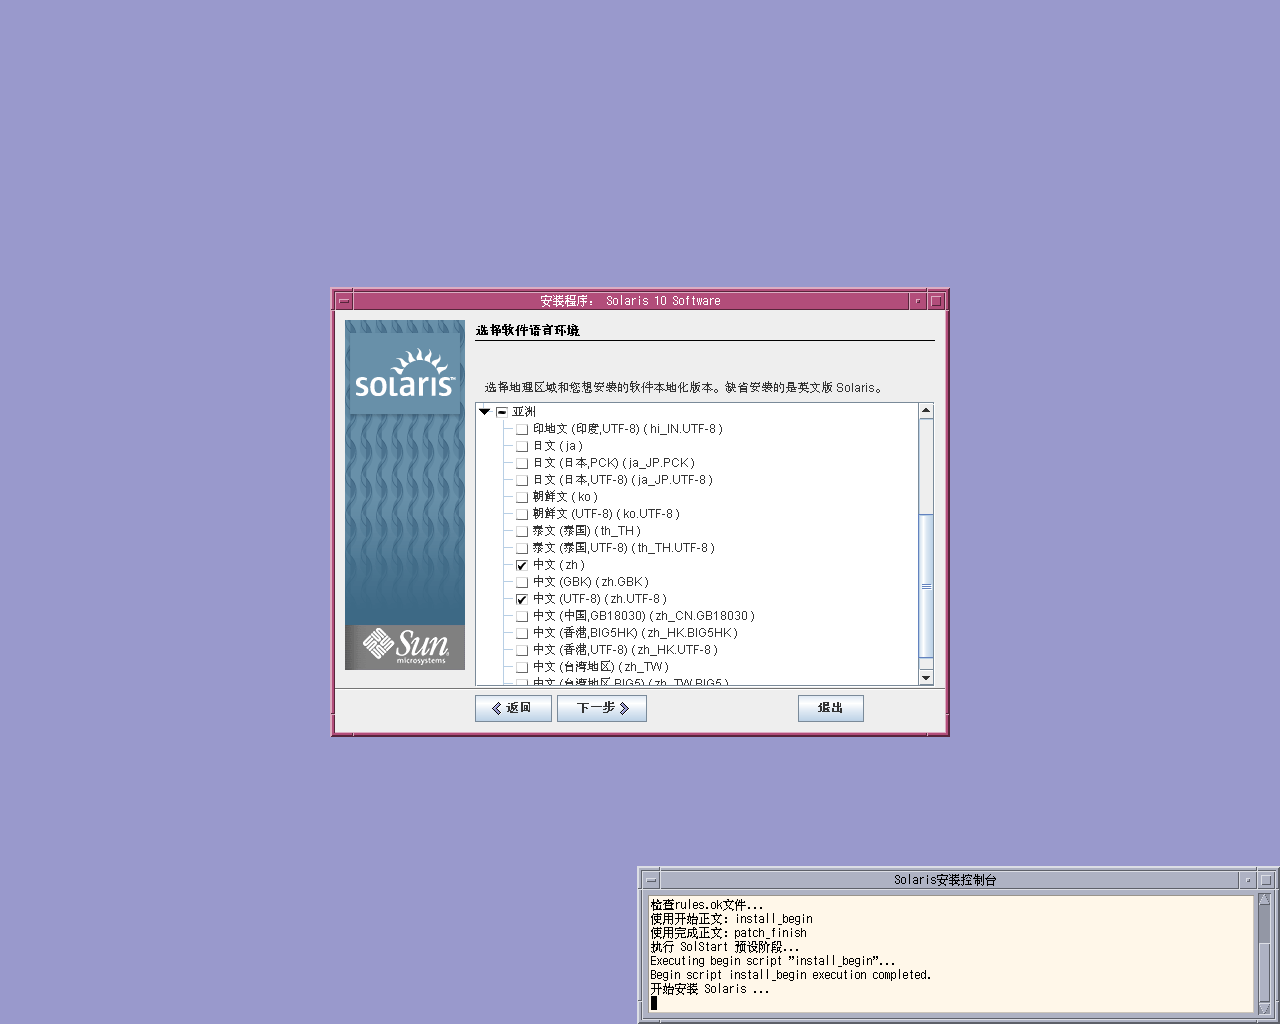 安装程序： Solaris 10 Software
选择软件语言环境
solaris™
选择地理区域和您想安装的软件本地化版本。缺省安装的是英文版 Solaris。
亚洲
印地文 (印度,UTF-8) ( hi_IN.UTF-8 )
日文 ( ja )
日文 (日本,PCK) ( ja_JP.PCK )
日文 (日本,UTF-8) ( ja_JP.UTF-8 )
朝鲜文 ( ko )
朝鲜文 (UTF-8) ( ko.UTF-8 )
泰文 (泰国) ( th_TH )
泰文 (泰国,UTF-8) ( th_TH.UTF-8 )
中文 ( zh )
中文 (GBK) ( zh.GBK )
中文 (UTF-8) ( zh.UTF-8 )
中文 (中国,GB18030) ( zh_CN.GB18030 )
中文 (香港,BIG5HK) ( zh_HK.BIG5HK )
中文 (香港,UTF-8) ( zh_HK.UTF-8 )
中文 (台湾地区) ( zh_TW )
中文 (台湾地区,BIG5) ( zh_TW.BIG5 )
Sun
microsystems
返回
下一步
退出
Solaris安装控制台
检查rules.ok文件...
使用开始正文: install_begin
使用完成正文: patch_finish
执行 SolStart 预设阶段...
Executing begin script "install_begin"...
Begin script install_begin execution completed.
开始安装 Solaris ...